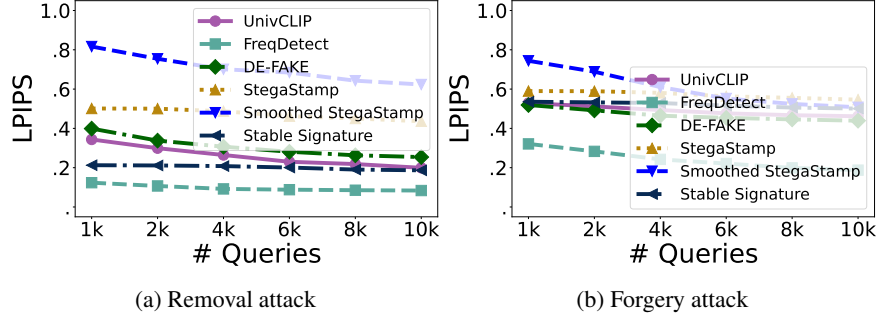 1.0
.8
.6
.4
.2
.
LPIPS
UnivCLIP
FreqDetect
DE-FAKE
StegaStamp
Smoothed StegaStamp
Stable Signature
1k 2k 4k 6k 8k 10k
# Queries
(a) Removal attack
1.0
.8
.6
.4
.2
.
LPIPS
UnivCLIP
FreqDetect
DE-FAKE
StegaStamp
Smoothed StegaStamp
Stable Signature
1k 2k 4k 6k 8k 10k
# Queries
(b) Forgery attack